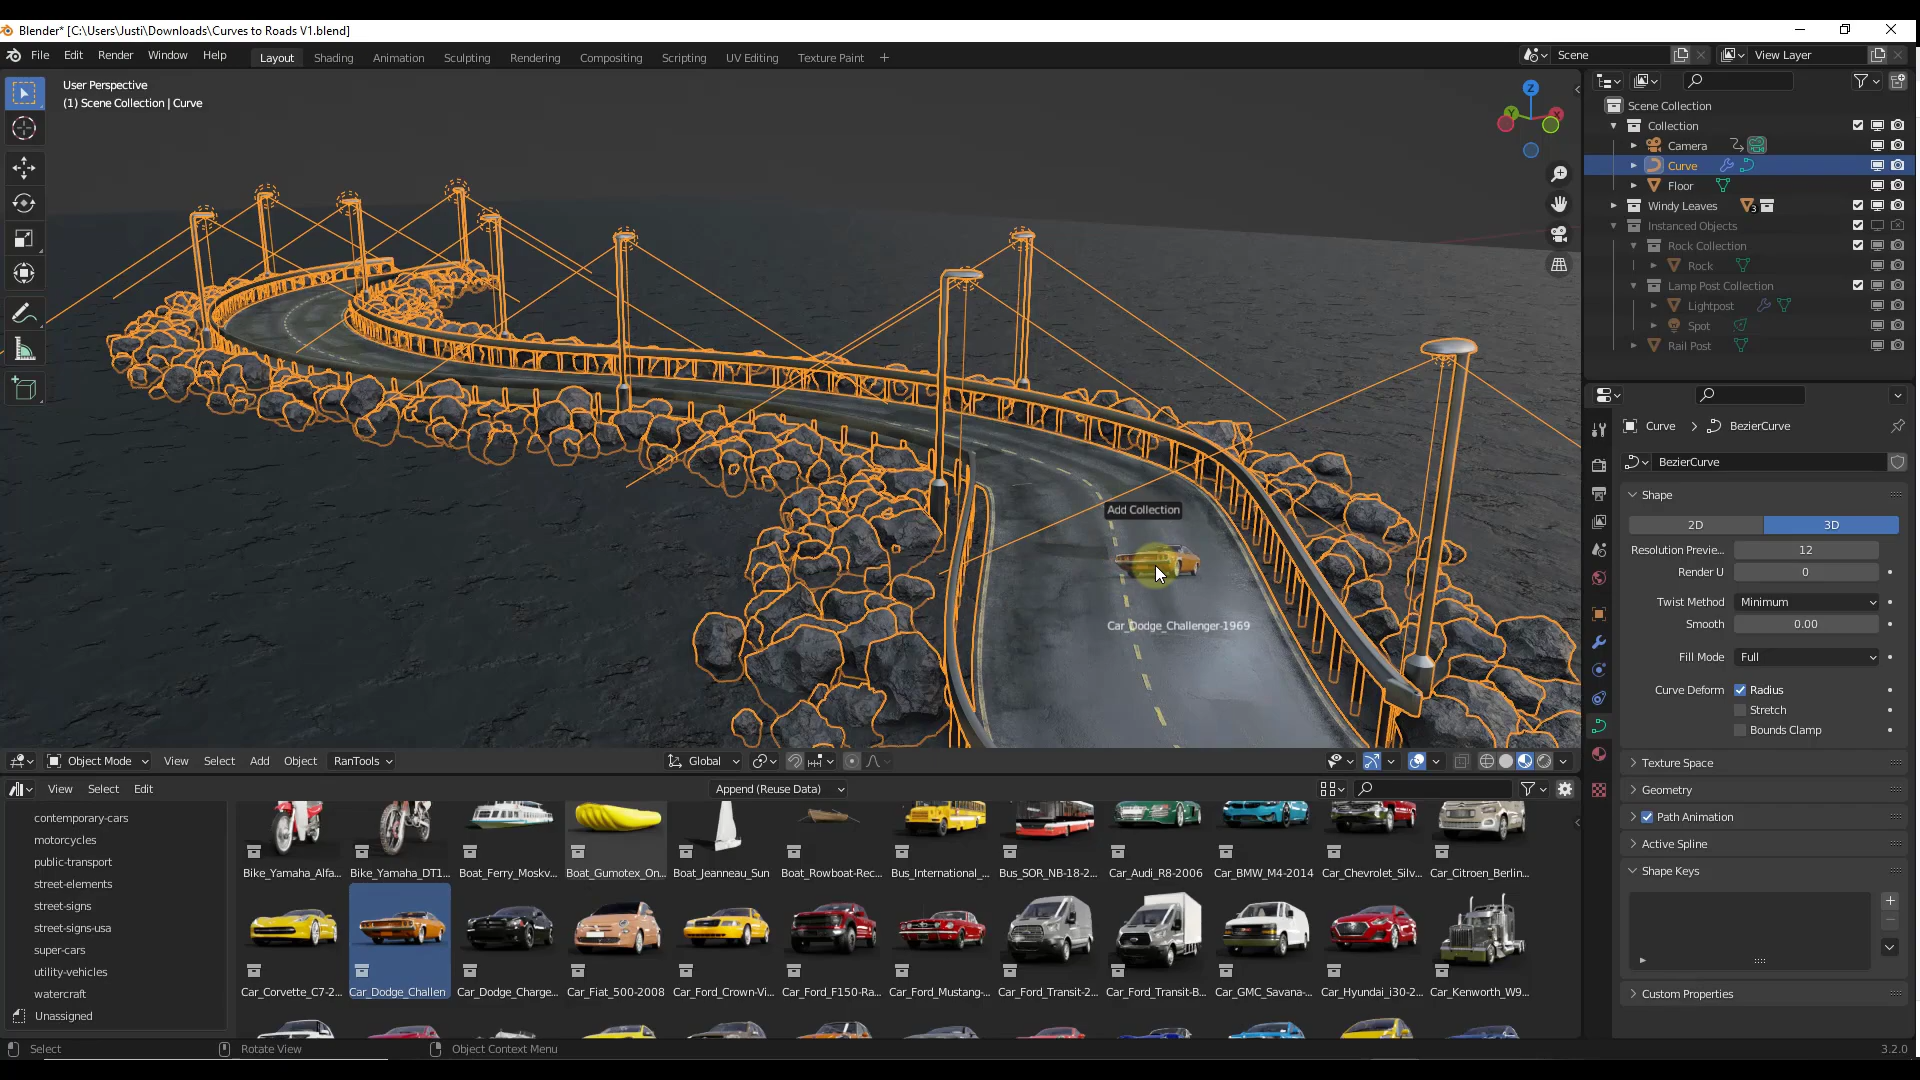 Blender* [C:\Users\Justi\Downloads\Curves to Roads V1.blend]
File Edit Render Window Help Layout Shading Animation Sculpting Rendering Compositing Scripting UV Editing Texture Paint + Scene View Layer
User Perspective
(1) Scene Collection | Curve
Z
Y
X
Add Collection
Car_Dodge_Challenger-1969
Scene Collection
Collection
Camera
Curve
Floor
Windy Leaves 3
Instanced Objects
Rock Collection
Rock
Lamp Post Collection
Lightpost
Spot
Rail Post
Curve > BezierCurve
BezierCurve
Shape
2D 3D
Resolution Previe... 12
Render U 0
Twist Method Minimum
Smooth 0.00
Fill Mode Full
Curve Deform Radius
Stretch
Bounds Clamp
Texture Space
Geometry
Path Animation
Active Spline
Shape Keys
Custom Properties
Object Mode View Select Add Object RanTools Global
View Select Edit Append (Reuse Data)
contemporary-cars
motorcycles
public-transport
street-elements
street-signs
street-signs-usa
super-cars
utility-vehicles
watercraft
Unassigned
Bike_Yamaha_Alfa... Bike_Yamaha_DT1... Boat_Ferry_Moskv... Boat_Gumotex_On... Boat_Jeanneau_Sun Boat_Rowboat-Rec... Bus_International_... Bus_SOR_NB-18-2... Car_Audi_R8-2006 Car_BMW_M4-2014 Car_Chevrolet_Silv... Car_Citroen_Berlin...
Car_Corvette_C7-2... Car_Dodge_Challen Car_Dodge_Charge... Car_Fiat_500-2008 Car_Ford_Crown-Vi... Car_Ford_F150-Ra... Car_Ford_Mustang-... Car_Ford_Transit-2... Car_Ford_Transit-B... Car_GMC_Savana-... Car_Hyundai_i30-2... Car_Kenworth_W9...
Select Rotate View Object Context Menu 3.2.0